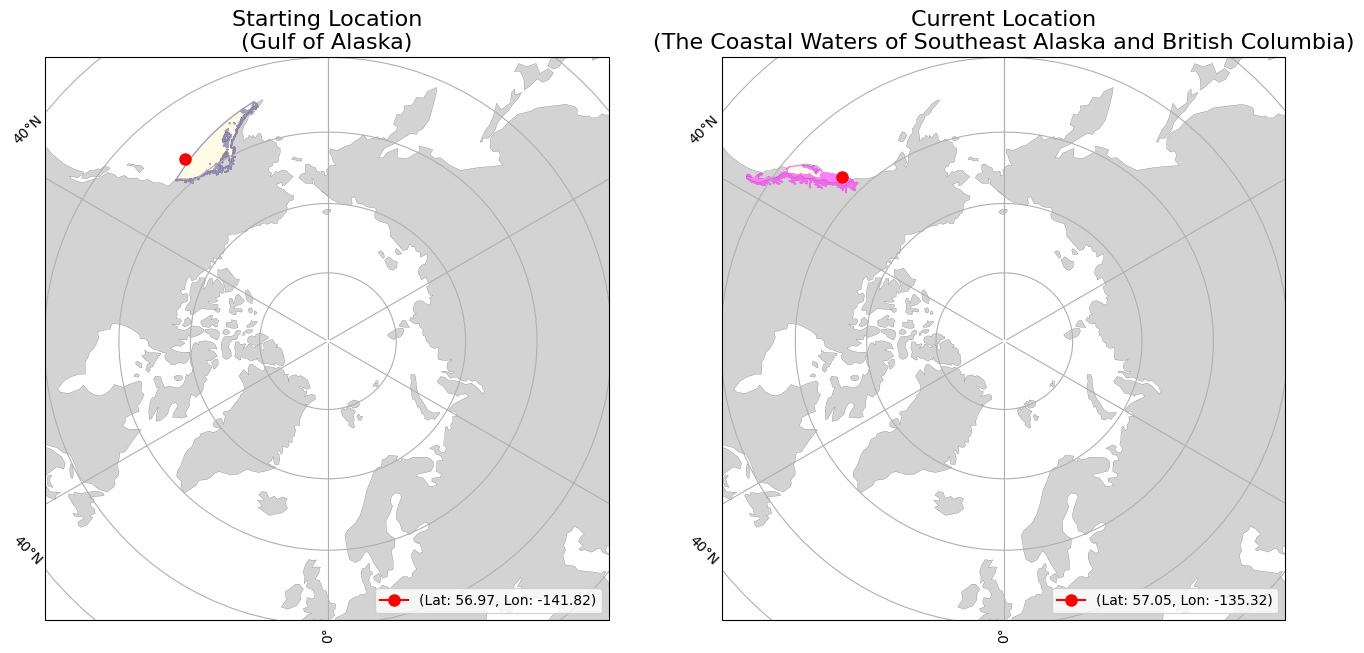 Starting Location
(Gulf of Alaska)
40°N
40°N
0°
(Lat: 56.97, Lon: -141.82)
Current Location
(The Coastal Waters of Southeast Alaska and British Columbia)
40°N
40°N
0°
(Lat: 57.05, Lon: -135.32)